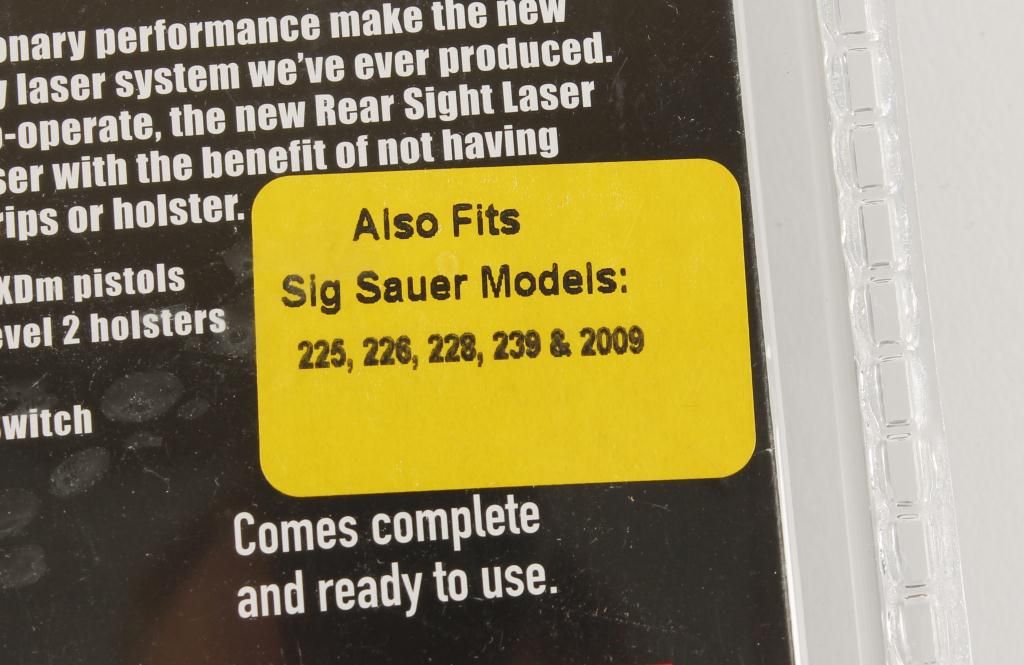 onary performance make the new
laser system we've ever produced.
-operate, the new Rear Sight Laser
ser with the benefit of not having
rips or holster.
XDm pistols
evel 2 holsters
switch
Also Fits
Sig Sauer Models:
225, 226, 228, 239 & 2009
Comes complete
and ready to use.